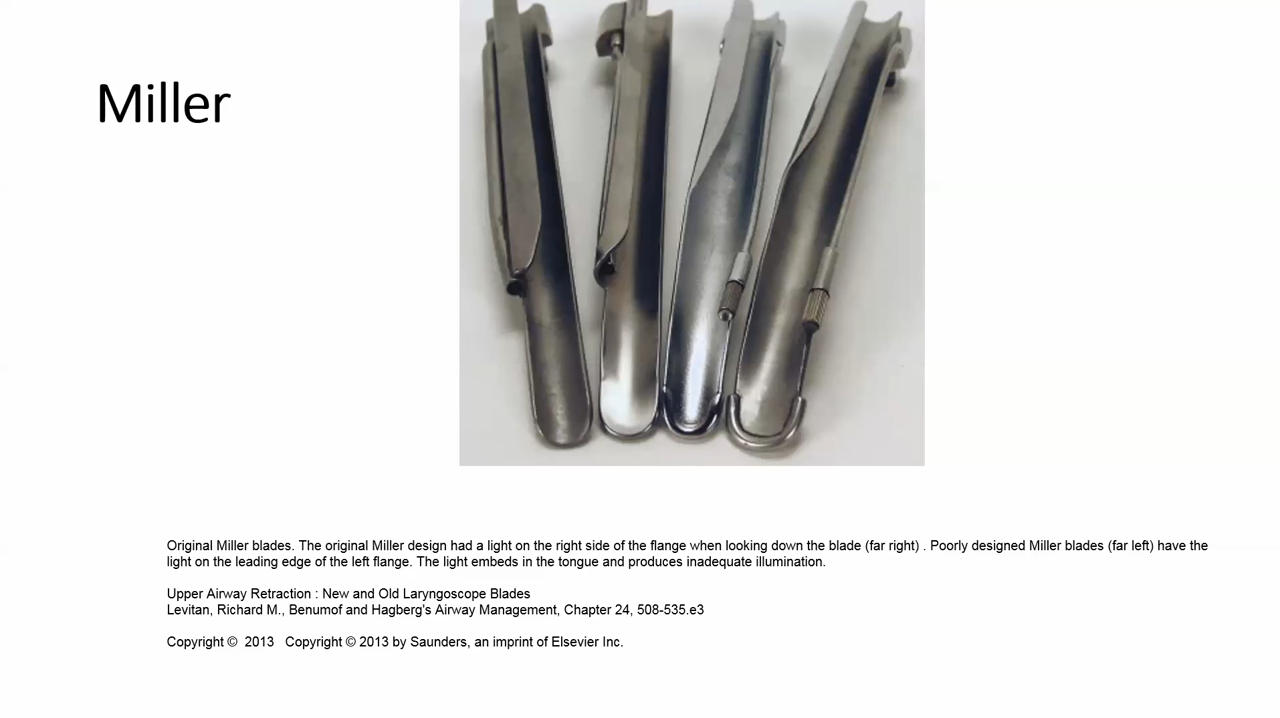 Miller
Original Miller blades. The original Miller design had a light on the right side of the flange when looking down the blade (far right) . Poorly designed Miller blades (far left) have the
light on the leading edge of the left flange. The light embeds in the tongue and produces inadequate illumination.
Upper Airway Retraction : New and Old Laryngoscope Blades
Levitan, Richard M., Benumof and Hagberg's Airway Management, Chapter 24, 508-535.e3
Copyright © 2013 Copyright © 2013 by Saunders, an imprint of Elsevier Inc.